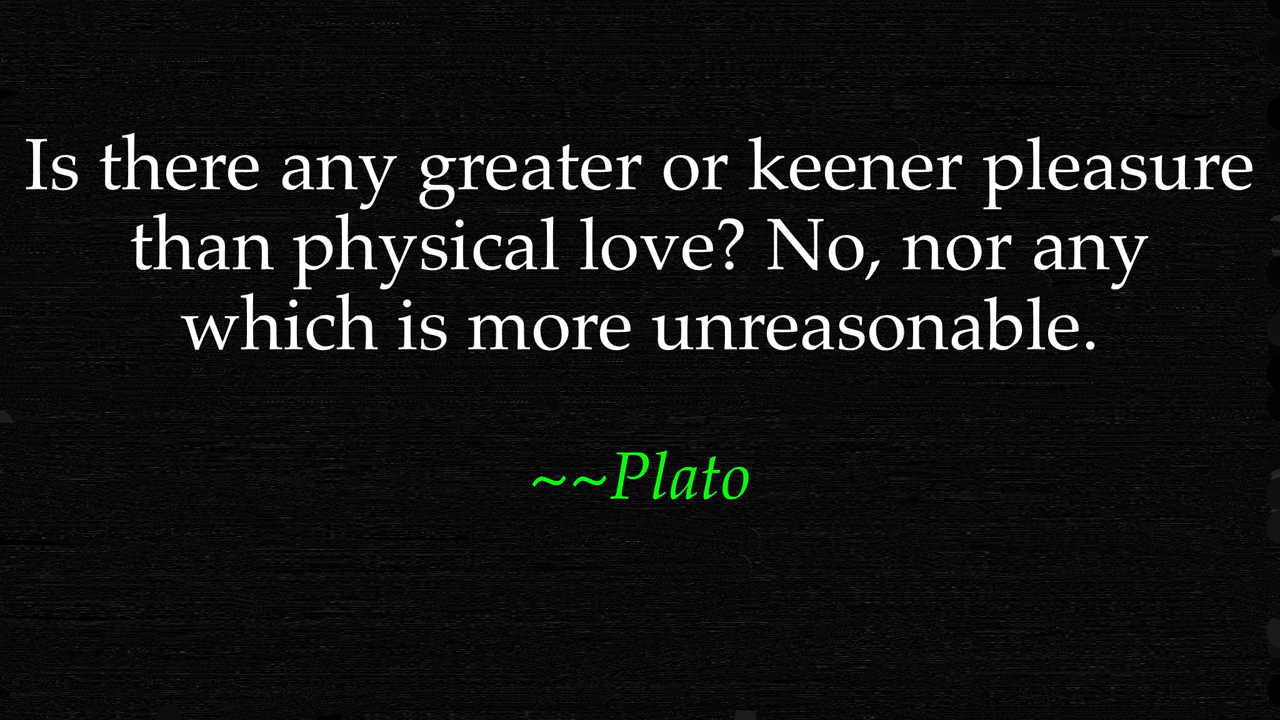 Is there any greater or keener pleasure
than physical love? No, nor any
which is more unreasonable.
~~Plato